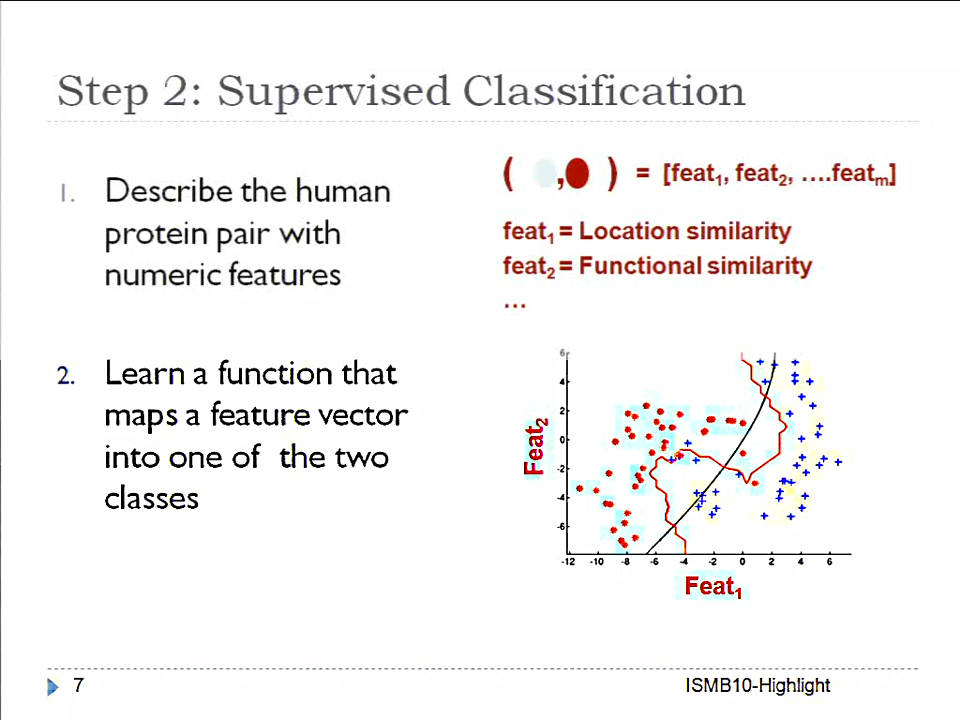 Step 2: Supervised Classification
1. Describe the human
protein pair with
numeric features
( , ) = [feat1, feat2, ....featm]
feat1 = Location similarity
feat2 = Functional similarity
...
2. Learn a function that
maps a feature vector
into one of the two
classes
Feat2
6
4
2
0
-2
-4
-6
-12 -10 -8 -6 -4 -2 0 2 4 6
Feat1
7
ISMB10-Highlight